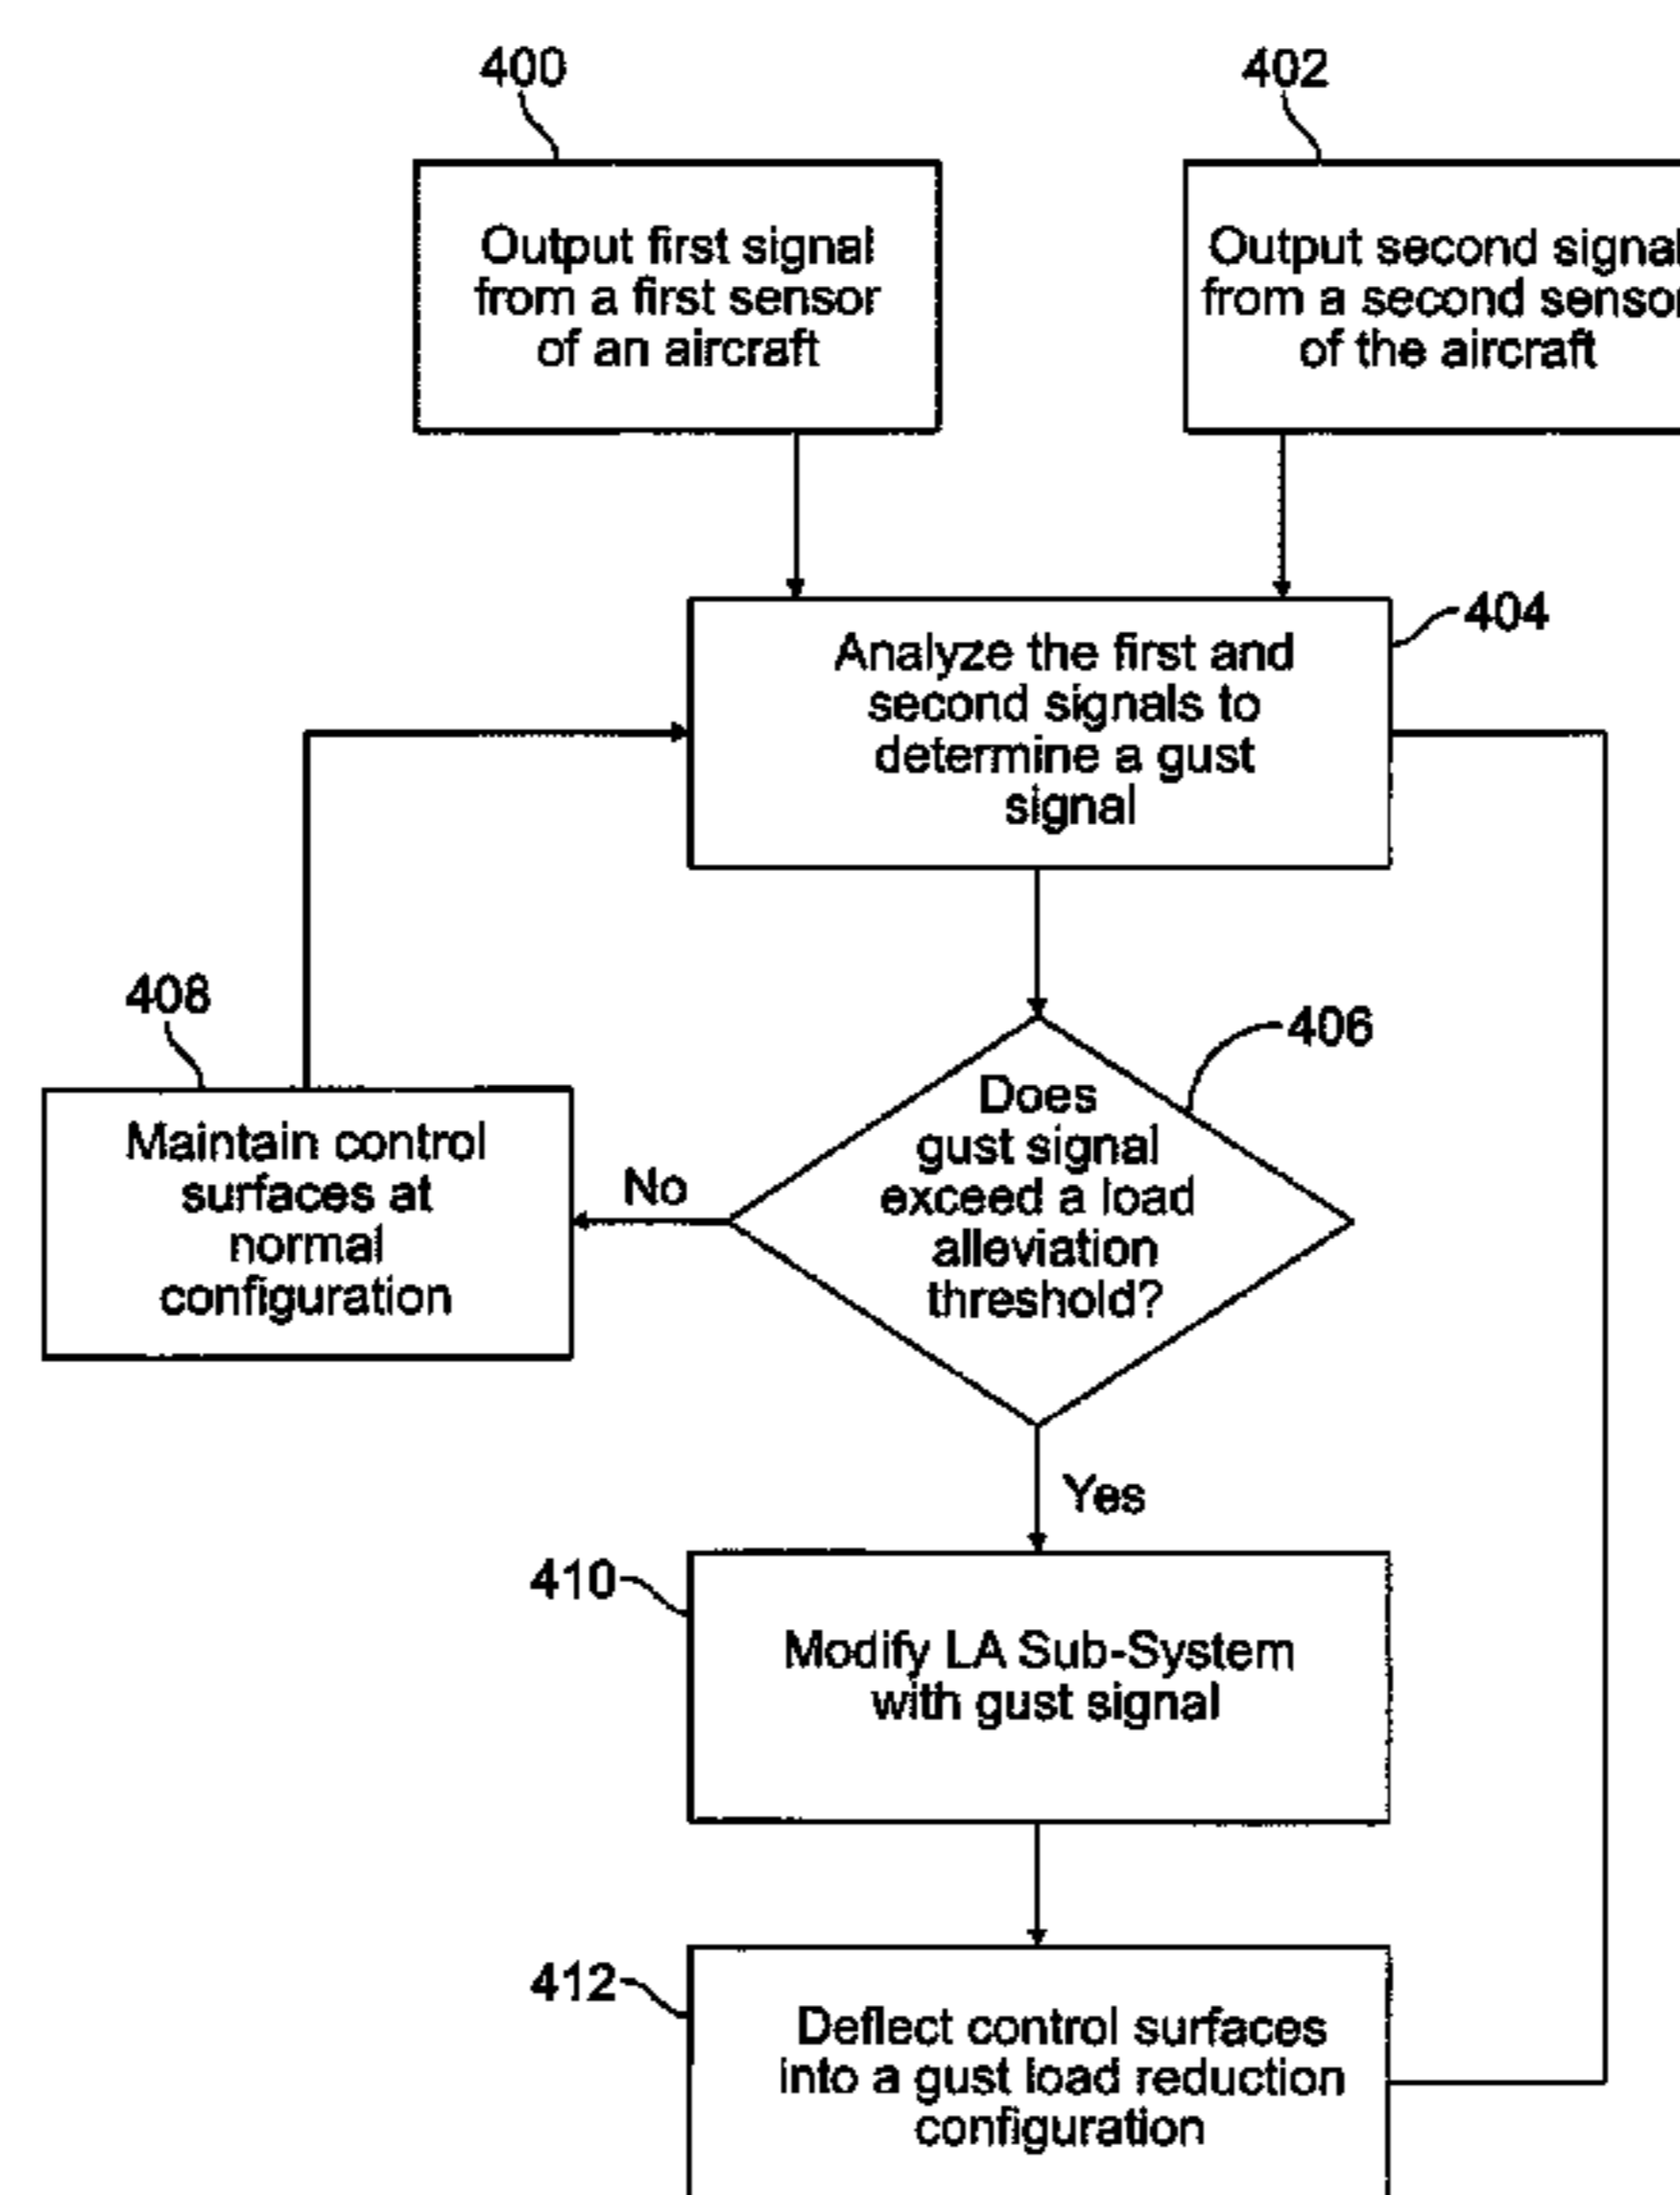 400
Output first signal
from a first sensor
of an aircraft
402
Output second signal
from a second sensor
of the aircraft
404
Analyze the first and
second signals to
determine a gust
signal
406
Does
gust signal
exceed a load
alleviation
threshold?
No
408
Maintain control
surfaces at
normal
configuration
Yes
410
Modify LA Sub-System
with gust signal
412
Deflect control surfaces
into a gust load reduction
configuration